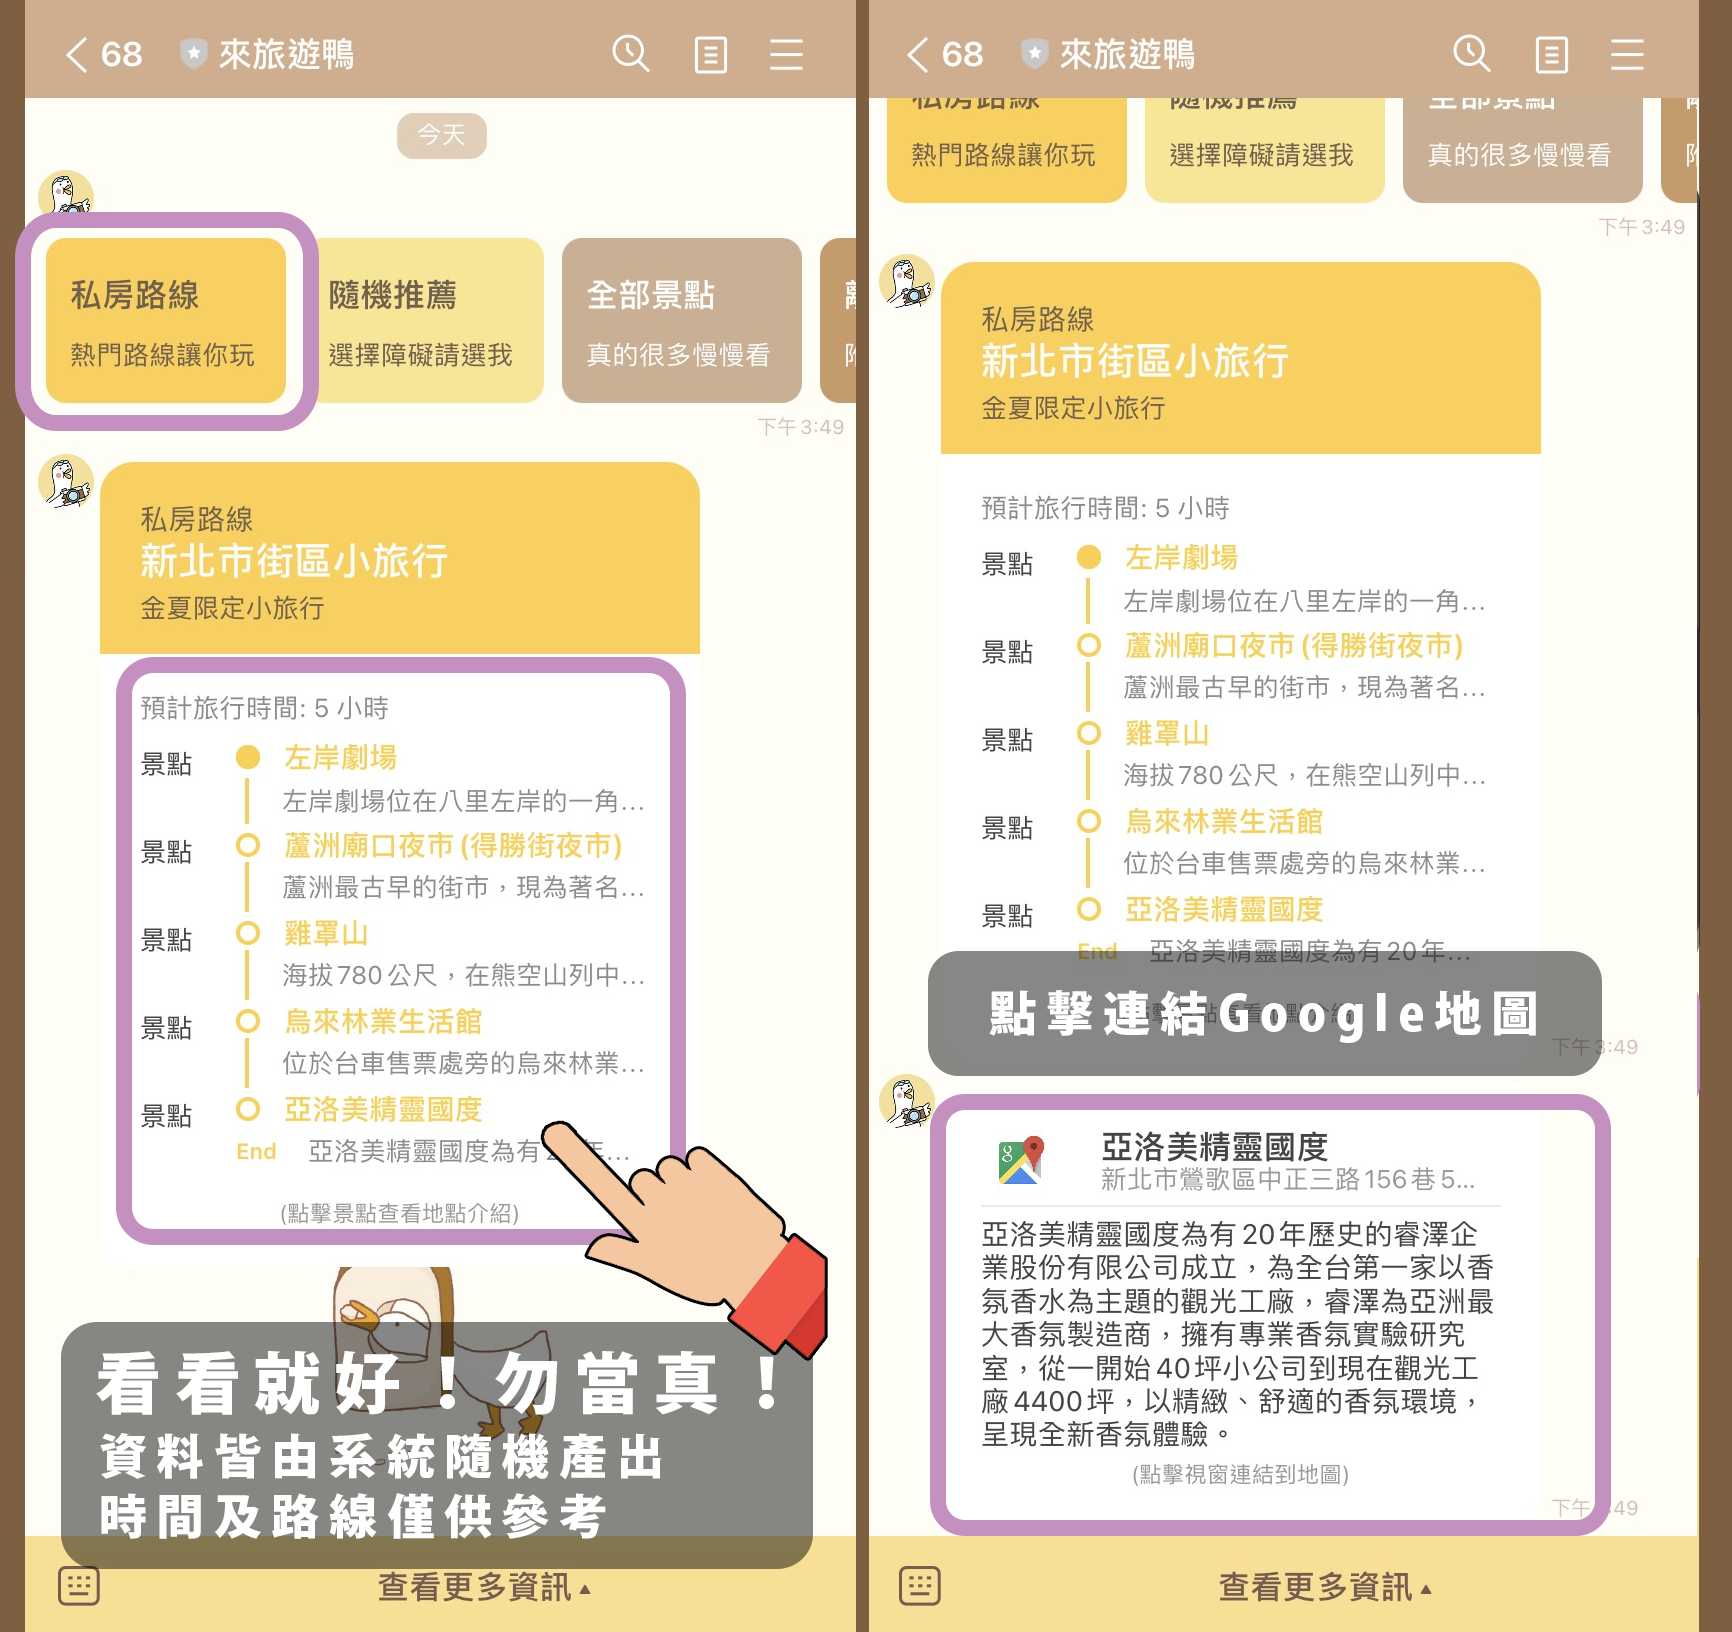 68 來旅遊鴨
今天
私房路線
熱門路線讓你玩
隨機推薦
選擇障礙請選我
全部景點
真的很多慢慢看
下午3:49
私房路線
新北市街區小旅行
金夏限定小旅行
預計旅行時間: 5 小時
景點 左岸劇場
左岸劇場位在八里左岸的一角...
景點 蘆洲廟口夜市 (得勝街夜市)
蘆洲最古早的街市，現為著名...
景點 雞罩山
海拔780公尺，在熊空山列中...
景點 烏來林業生活館
位於台車售票處旁的烏來林業...
景點 亞洛美精靈國度
End 亞洛美精靈國度為有 2 年...
(點擊景點查看地點介紹)
看看就好！勿當真！
資料皆由系統隨機產出
時間及路線僅供參考
查看更多資訊▲
68 來旅遊鴨
私房路線
熱門路線讓你玩
隨機推薦
選擇障礙請選我
全部景點
真的很多慢慢看
下午3:49
私房路線
新北市街區小旅行
金夏限定小旅行
預計旅行時間: 5 小時
景點 左岸劇場
左岸劇場位在八里左岸的一角...
景點 蘆洲廟口夜市 (得勝街夜市)
蘆洲最古早的街市，現為著名...
景點 雞罩山
海拔780公尺，在熊空山列中...
景點 烏來林業生活館
位於台車售票處旁的烏來林業...
景點 亞洛美精靈國度
End 亞洛美精靈國度為有20年...
點擊連結Google地圖
下午3:49
亞洛美精靈國度
新北市鶯歌區中正三路156巷5...
亞洛美精靈國度為有20年歷史的睿澤企
業股份有限公司成立，為全台第一家以香
氛香水為主題的觀光工廠，睿澤為亞洲最
大香氛製造商，擁有專業香氛實驗研究
室，從一開始40坪小公司到現在觀光工
廠4400坪，以精緻、舒適的香氛環境，
呈現全新香氛體驗。
(點擊視窗連結到地圖)
下午 :49
查看更多資訊▲